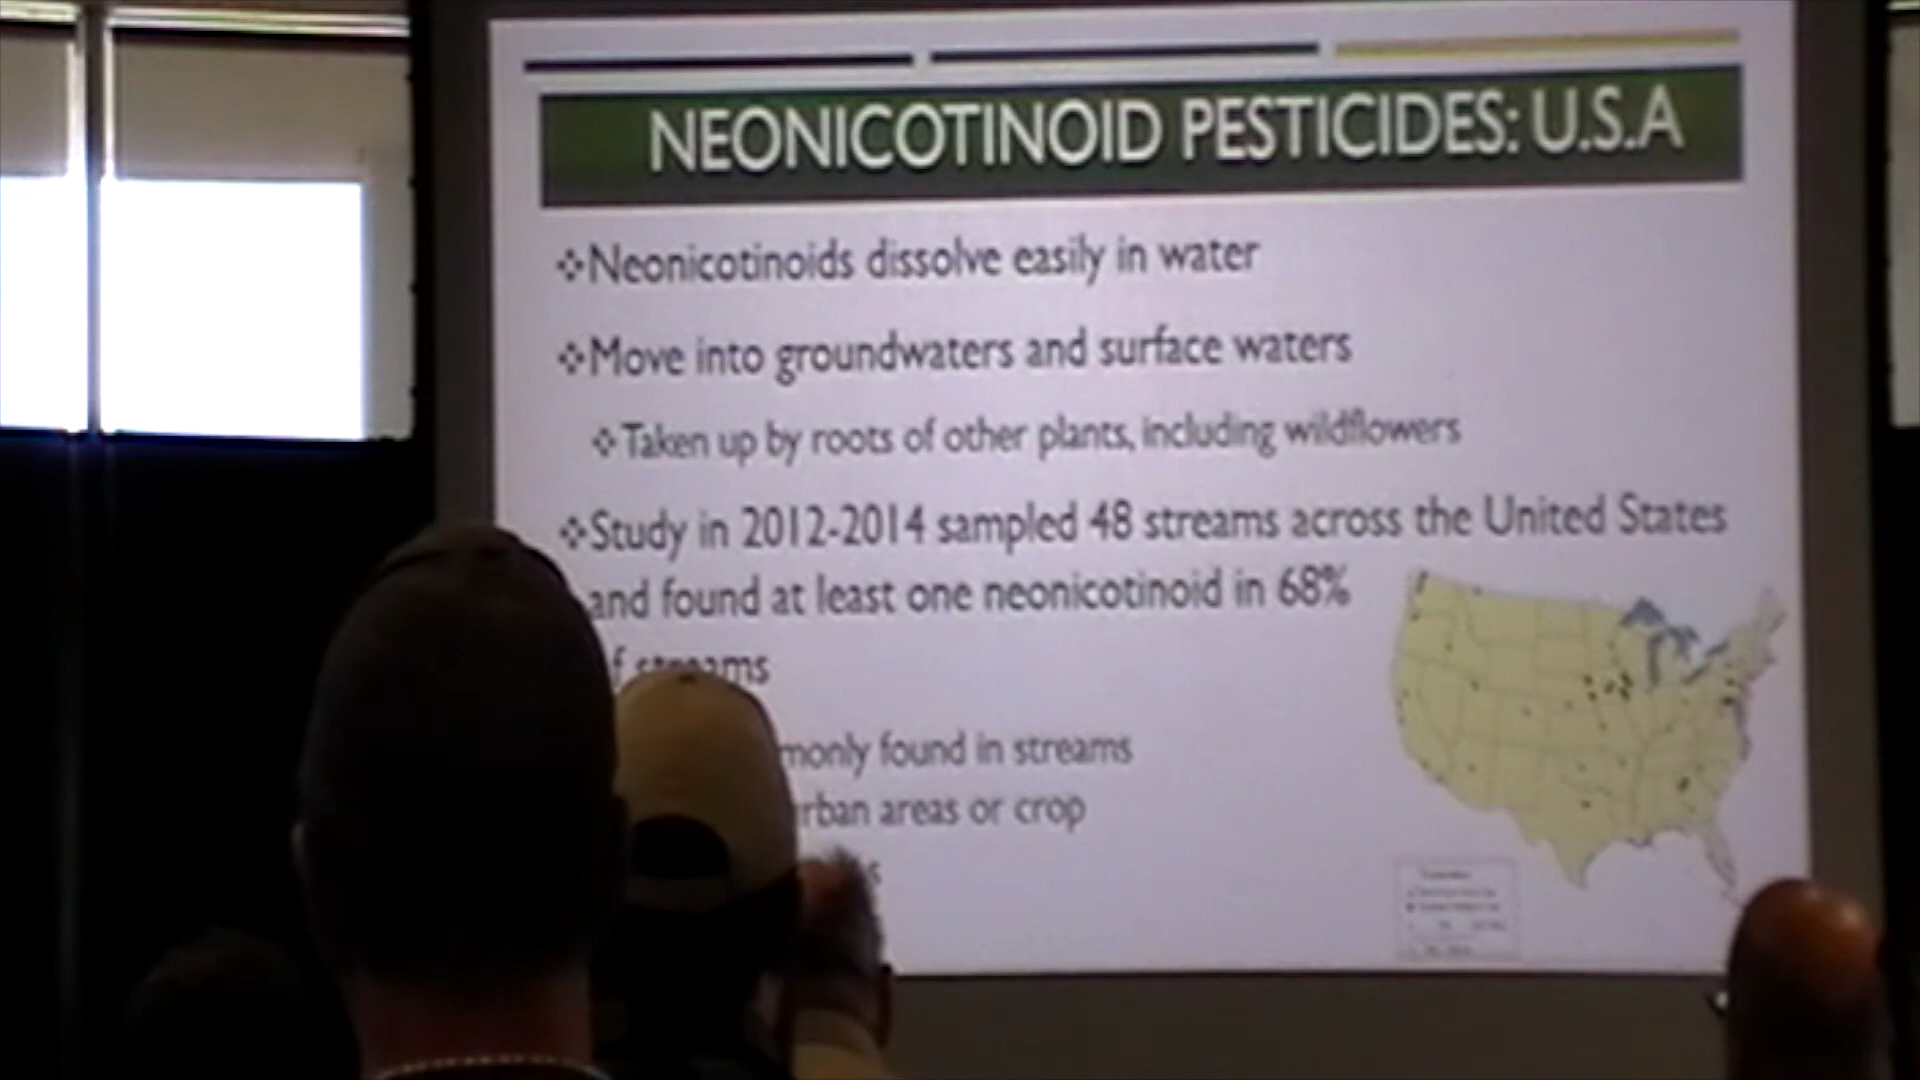 NEONICOTINOID PESTICIDES: U.S.A
Neonicotinoids dissolve easily in water
Move into groundwaters and surface waters
Taken up by roots of other plants, including wildflowers
Study in 2012-2014 sampled 48 streams across the United States
and found at least one neonicotinoid in 68%
streams
found in streams
areas or crop